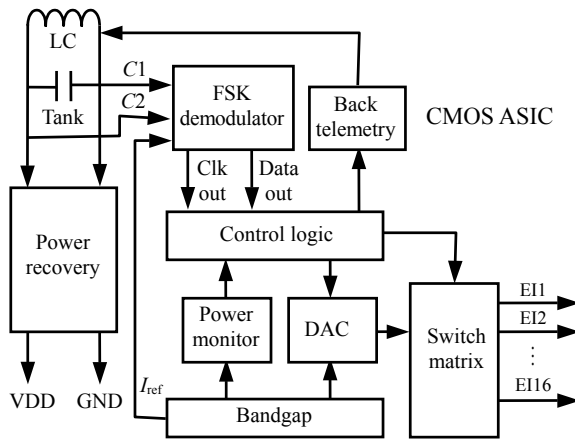 LC
Tank
C1
C2
FSK
demodulator
Back
telemetry
CMOS ASIC
Clk
out
Data
out
Power
recovery
Control logic
Power
monitor
DAC
Switch
matrix
EI1
EI2
⋮
EI16
VDD
GND
Iref
Bandgap